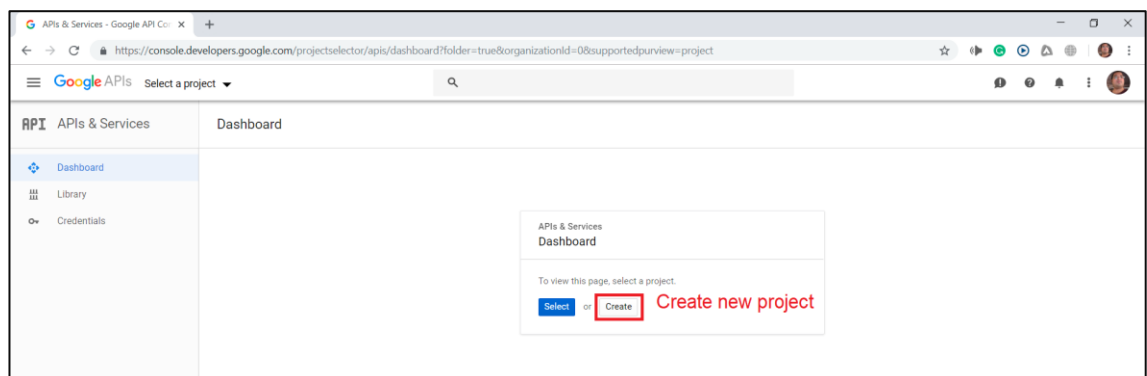 APIs & Services - Google API Con
https://console.developers.google.com/projectselector/apis/dashboard?folder=true&organizationId=0&supportedpurview=project
Google APIs Select a project
API APIs & Services Dashboard
Dashboard
Library
Credentials
APIs & Services
Dashboard
To view this page, select a project.
Select or Create Create new project